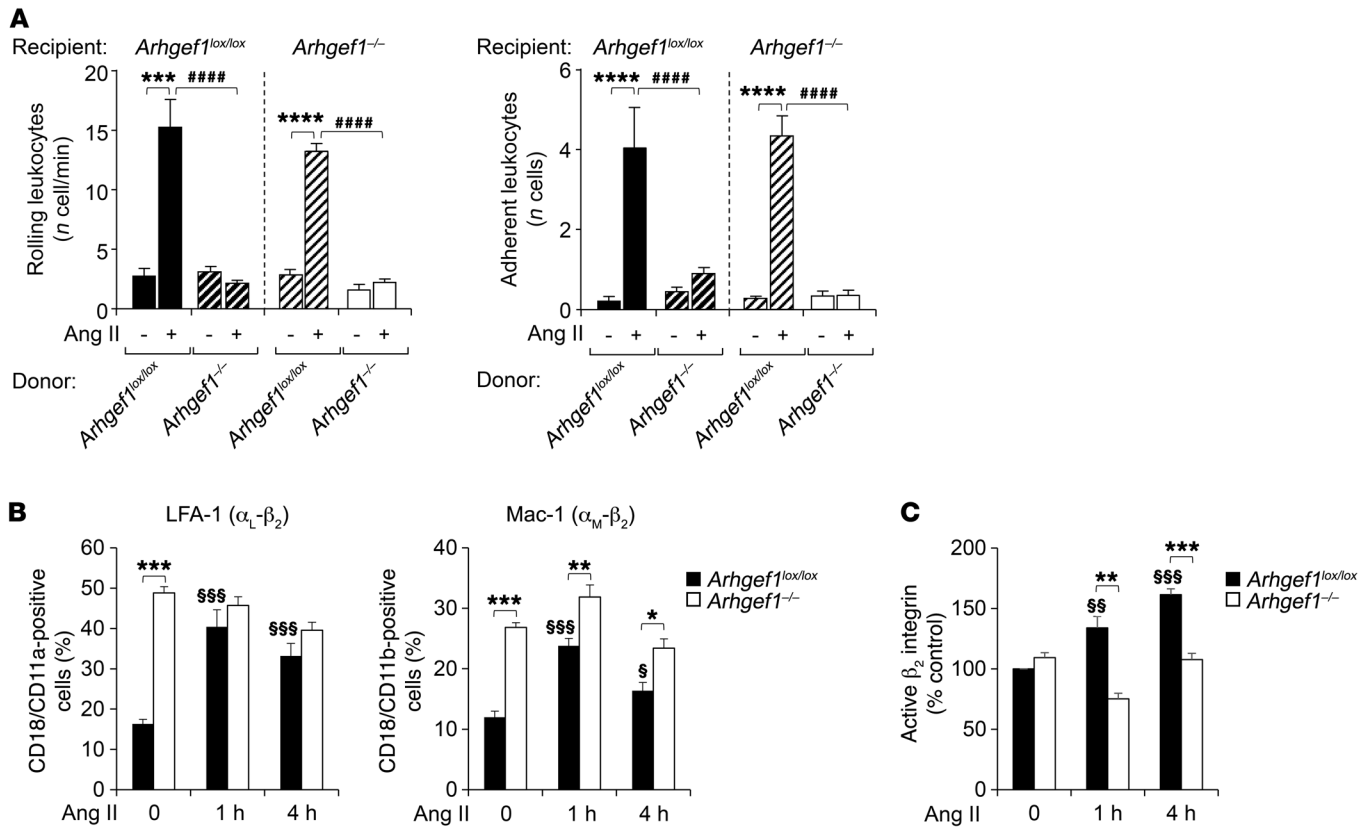 A
Recipient: Arhgef1lox/lox Arhgef1–/– Recipient: Arhgef1lox/lox Arhgef1–/–
Rolling leukocytes
(n cell/min)
20
15
10
5
0
*** #### **** ####
Ang II - + - + - + - +
Donor: Arhgef1lox/lox Arhgef1–/– Arhgef1lox/lox Arhgef1–/–
Adherent leukocytes
(n cells)
6
4
2
0
**** #### **** ####
Ang II - + - + - + - +
Donor: Arhgef1lox/lox Arhgef1–/– Arhgef1lox/lox Arhgef1–/–
B
LFA-1 (αL-β2)
CD18/CD11a-positive
cells (%)
60
50
40
30
20
10
0
*** §§§ §§§
Ang II 0 1 h 4 h
Mac-1 (αM-β2)
CD18/CD11b-positive
cells (%)
40
30
20
10
0
*** §§§ ** § *
Ang II 0 1 h 4 h
Arhgef1lox/lox
Arhgef1–/–
C
Active β2 integrin
(% control)
200
150
100
50
0
§§ ** §§§ ***
Ang II 0 1 h 4 h
Arhgef1lox/lox
Arhgef1–/–